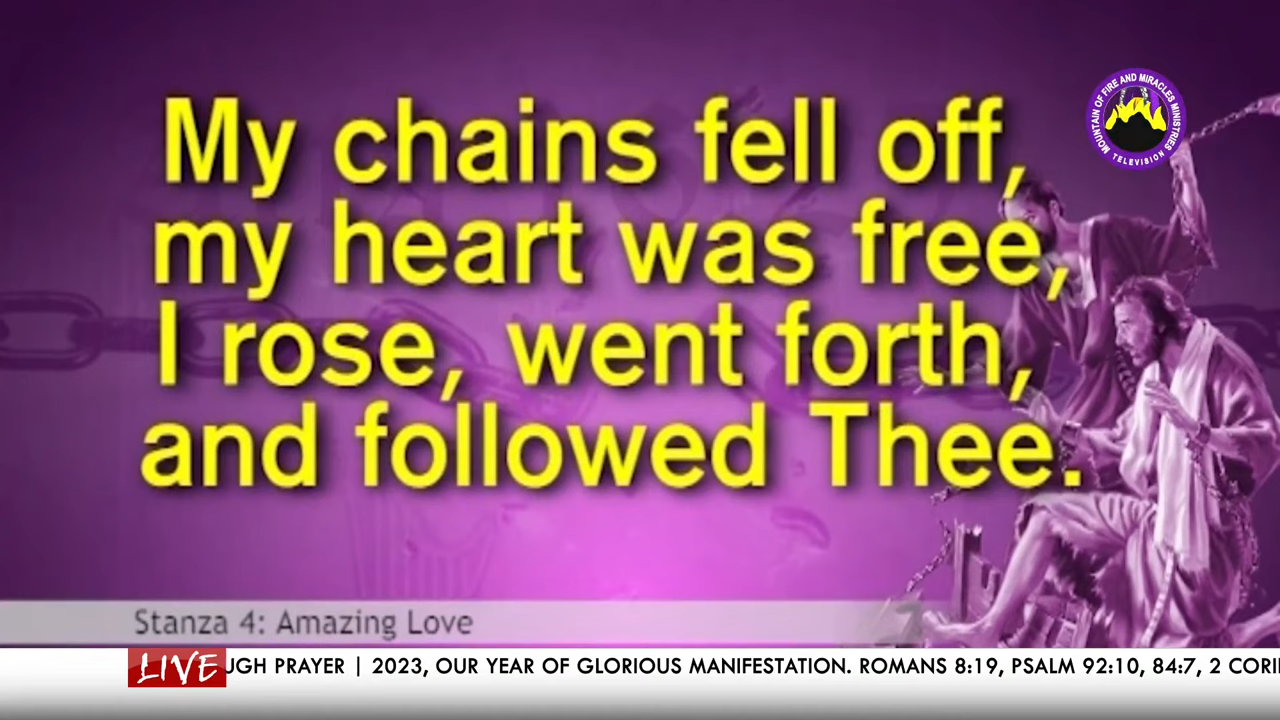 My chains fell off,
my heart was free,
I rose, went forth,
and followed Thee.
MOUNTAIN OF FIRE AND MIRACLES MINISTRIES
TELEVISION
Stanza 4: Amazing Love
LIVE
UGH PRAYER | 2023, OUR YEAR OF GLORIOUS MANIFESTATION. ROMANS 8:19, PSALM 92:10, 84:7, 2 CORI